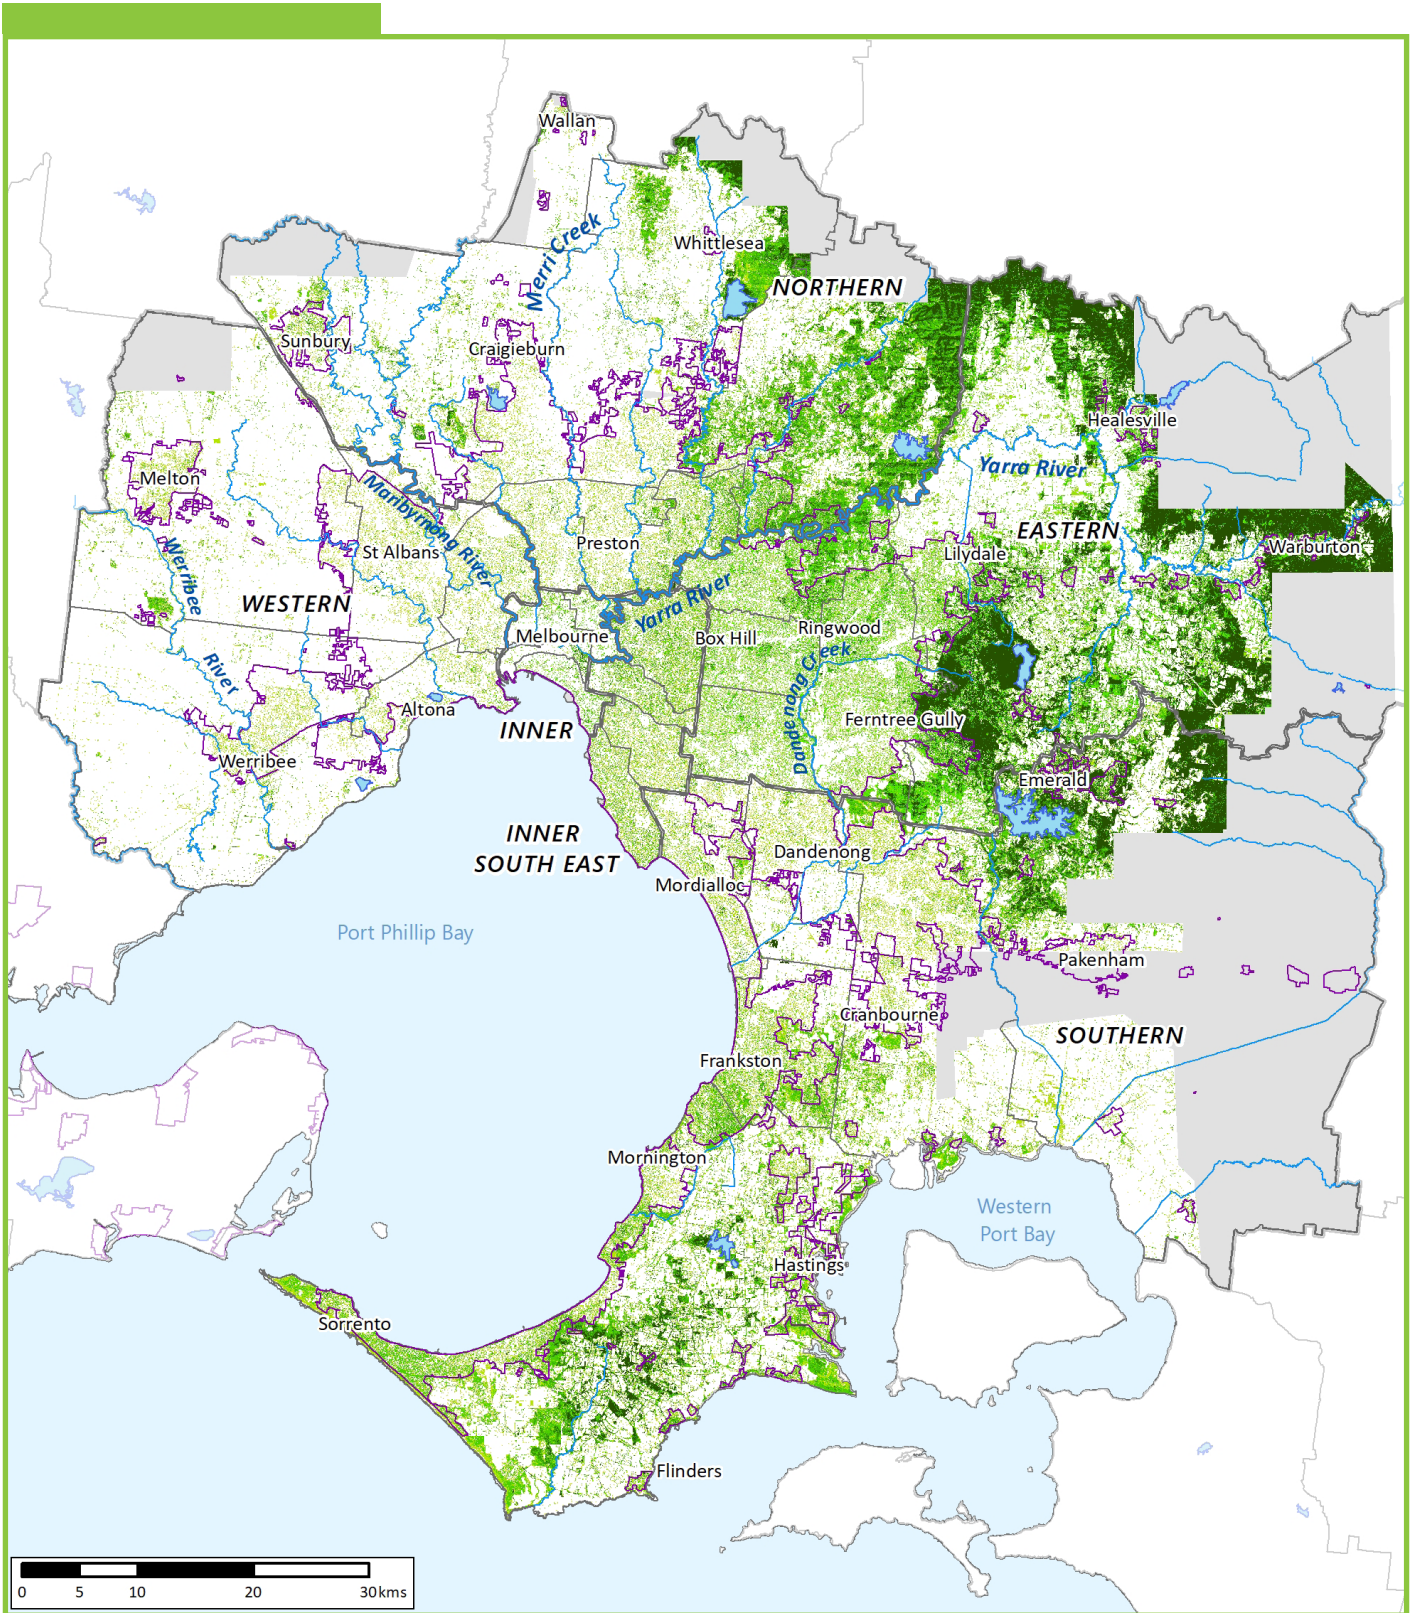 Wallan
Merri Creek
Whittlesea
NORTHERN
Sunbury
Craigieburn
Healesville
Yarra River
Melton
Maribyrnong River
EASTERN
St Albans
Preston
Lilydale
Warburton
Werribee
River
WESTERN
Yarra River
Melbourne
Box Hill
Ringwood
Dandenong Creek
Altona
INNER
Ferntree Gully
Werribee
Emerald
INNER
SOUTH EAST
Dandenong
Mordialloc
Port Phillip Bay
Pakenham
Cranbourne
SOUTHERN
Frankston
Mornington
Western
Port Bay
Hastings
Sorrento
Flinders
0 5 10 20 30 kms